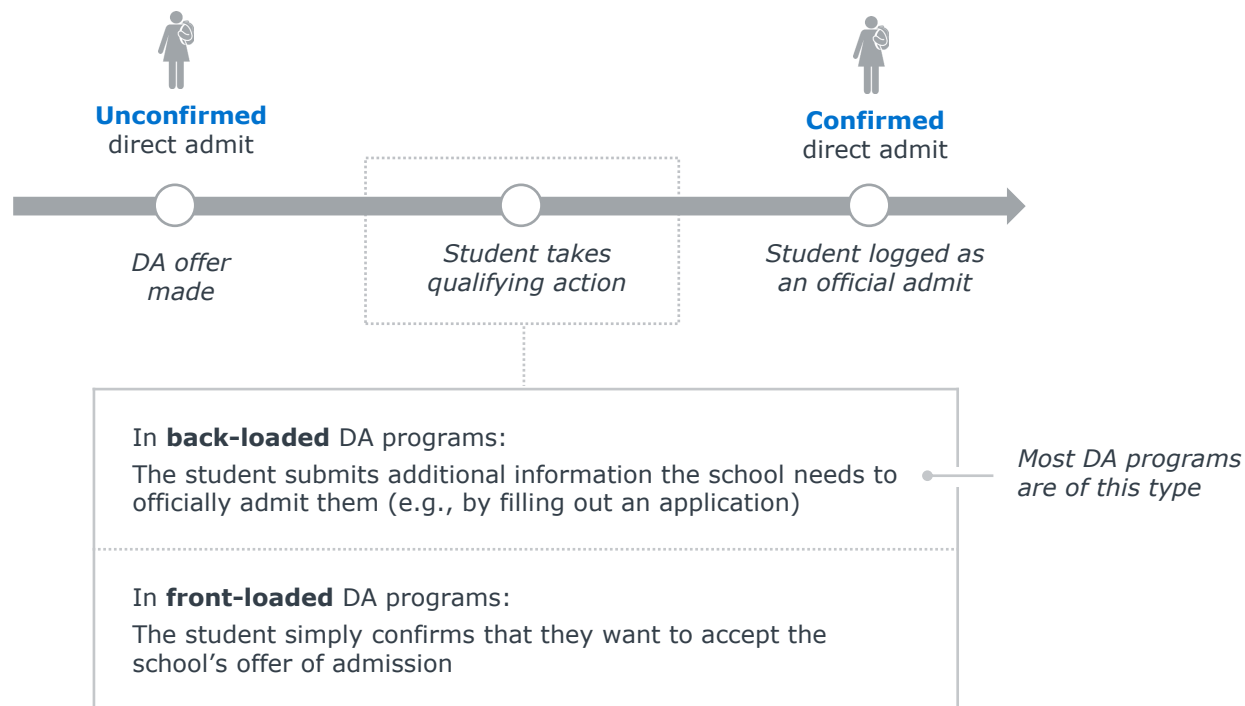 Unconfirmed
direct admit
Confirmed
direct admit
DA offer
made
Student takes
qualifying action
Student logged as
an official admit
In back-loaded DA programs:
The student submits additional information the school needs to
officially admit them (e.g., by filling out an application)
Most DA programs
are of this type
In front-loaded DA programs:
The student simply confirms that they want to accept the
school’s offer of admission